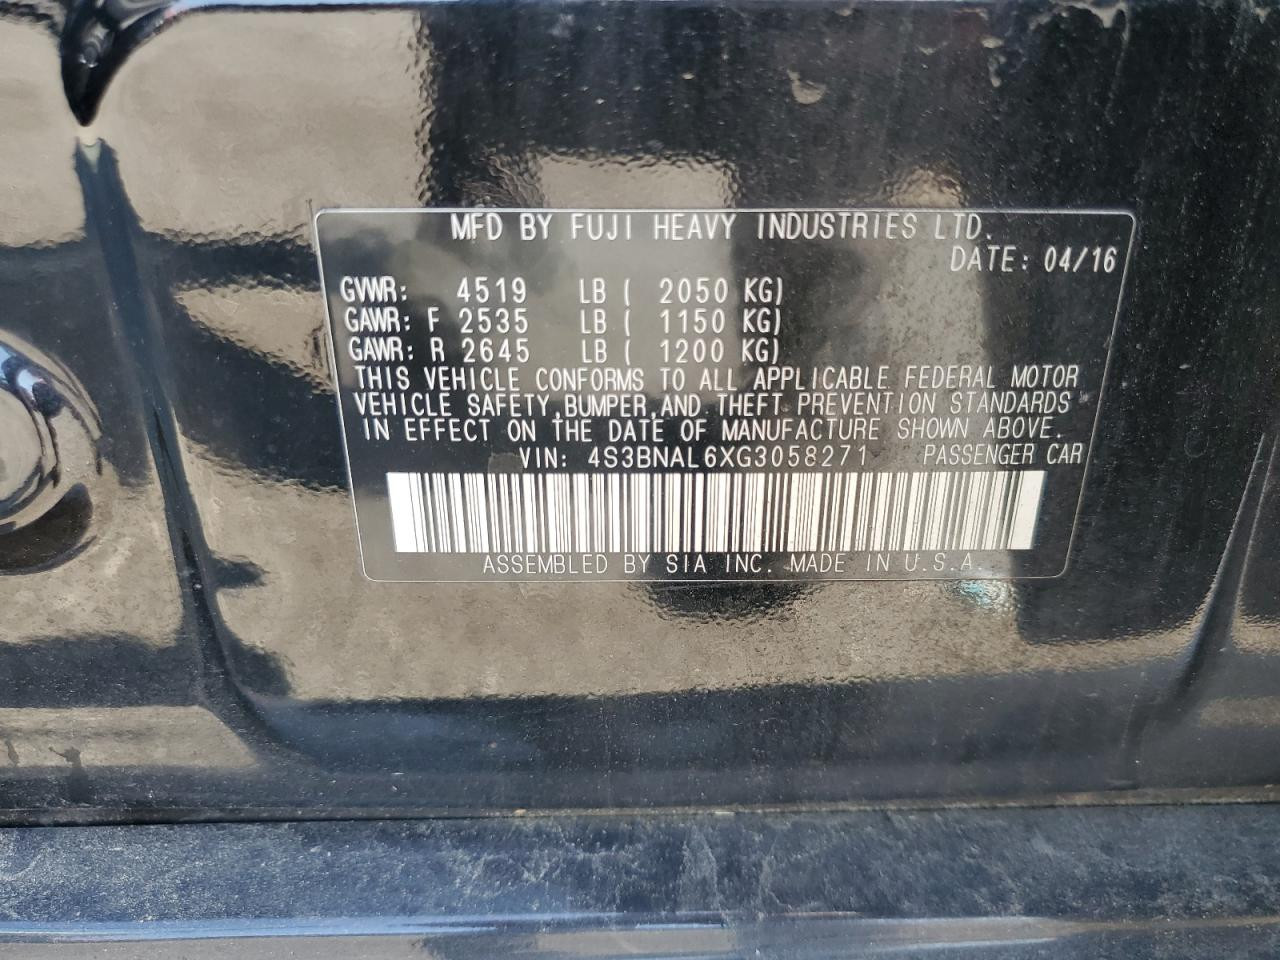 MFD BY FUJI HEAVY INDUSTRIES LTD.
DATE: 04/16
GVWR: 4519 LB ( 2050 KG)
GAWR: F 2535 LB ( 1150 KG)
GAWR: R 2645 LB ( 1200 KG)
THIS VEHICLE CONFORMS TO ALL APPLICABLE FEDERAL MOTOR
VEHICLE SAFETY,BUMPER,AND THEFT PREVENTION STANDARDS
IN EFFECT ON THE DATE OF MANUFACTURE SHOWN ABOVE.
VIN: 4S3BNAL6XG3058271 PASSENGER CAR
ASSEMBLED BY SIA INC. MADE IN U.S.A.